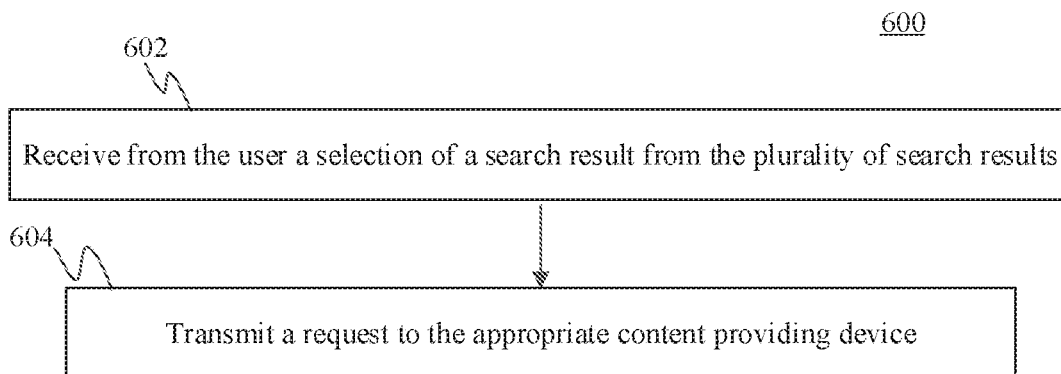 600
602
Receive from the user a selection of a search result from the plurality of search results
604
Transmit a request to the appropriate content providing device